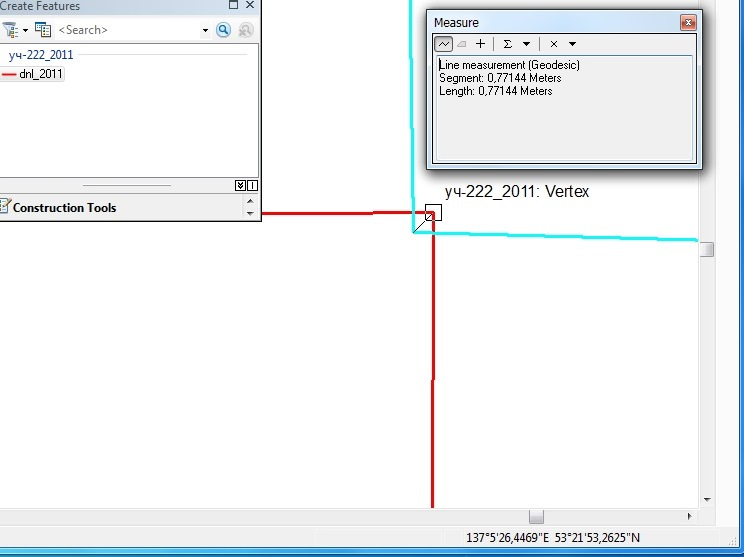 Create Features
<Search>
уч-222_2011
dnl_2011
Construction Tools
Measure
Line measurement (Geodesic)
Segment: 0,77144 Meters
Length: 0,77144 Meters
уч-222_2011: Vertex
137°5'26,4469"E 53°21'53,2625"N